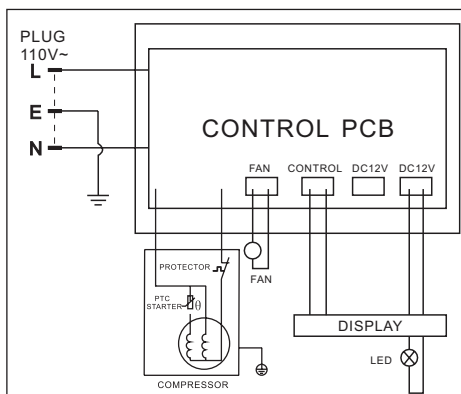 PLUG
110V~
L
E
N
CONTROL PCB
FAN CONTROL DC12V DC12V
PROTECTOR
FAN
PTC
STARTER θ
DISPLAY
LED
COMPRESSOR